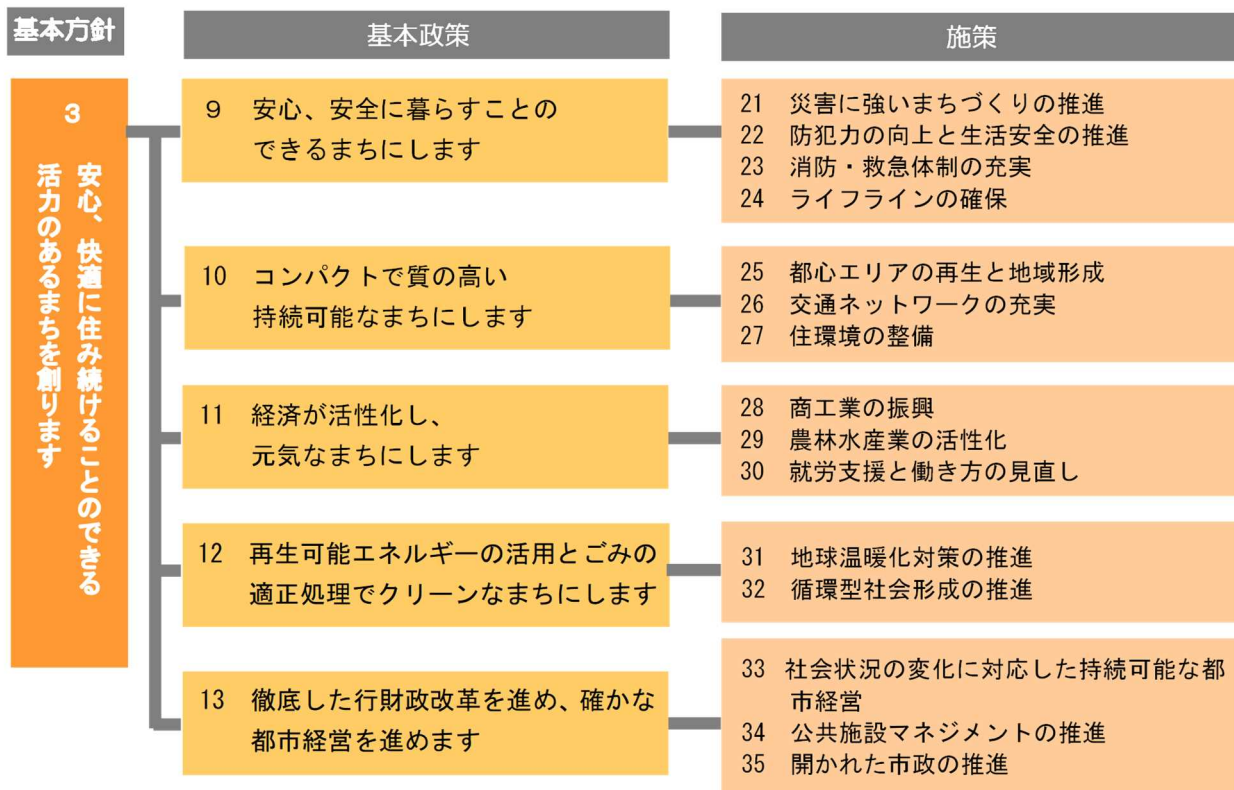 基本方針
基本政策
施策
3
安心、快適に住み続けることのできる
活力のあるまちを創ります
9 安心、安全に暮らすことの
できるまちにします
21 災害に強いまちづくりの推進
22 防犯力の向上と生活安全の推進
23 消防・救急体制の充実
24 ライフラインの確保
10 コンパクトで質の高い
持続可能なまちにします
25 都心エリアの再生と地域形成
26 交通ネットワークの充実
27 住環境の整備
11 経済が活性化し、
元気なまちにします
28 商工業の振興
29 農林水産業の活性化
30 就労支援と働き方の見直し
12 再生可能エネルギーの活用とごみの
適正処理でクリーンなまちにします
31 地球温暖化対策の推進
32 循環型社会形成の推進
13 徹底した行財政改革を進め、確かな
都市経営を進めます
33 社会状況の変化に対応した持続可能な都
市経営
34 公共施設マネジメントの推進
35 開かれた市政の推進